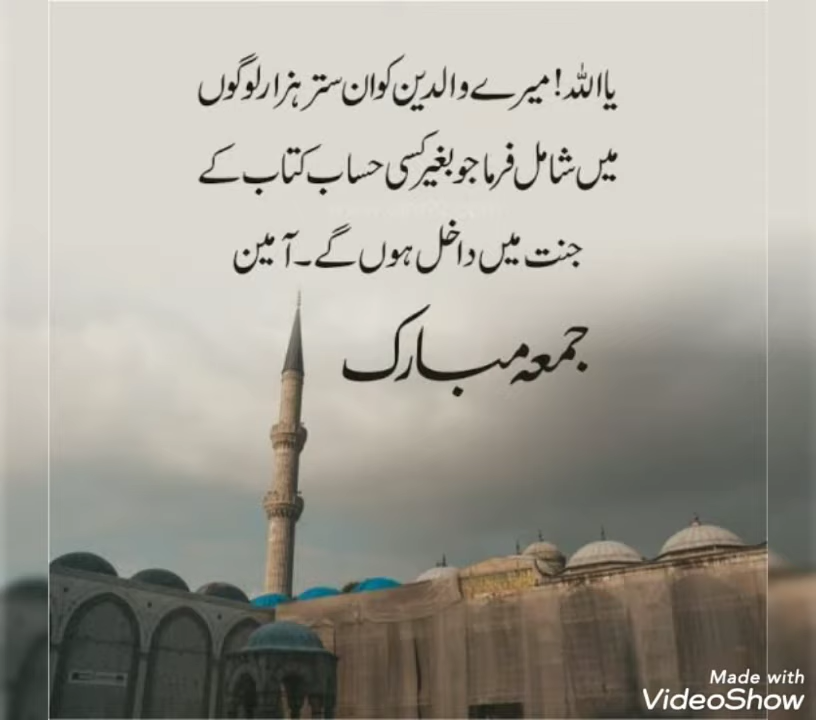 یا اللہ! میرے والدین کو ان ستر ہزار لوگوں
میں شامل فرما جو بغیر کسی حساب کتاب کے
جنت میں داخل ہوں گے۔ آمین
جمعہ مبارک
Made with
VideoShow